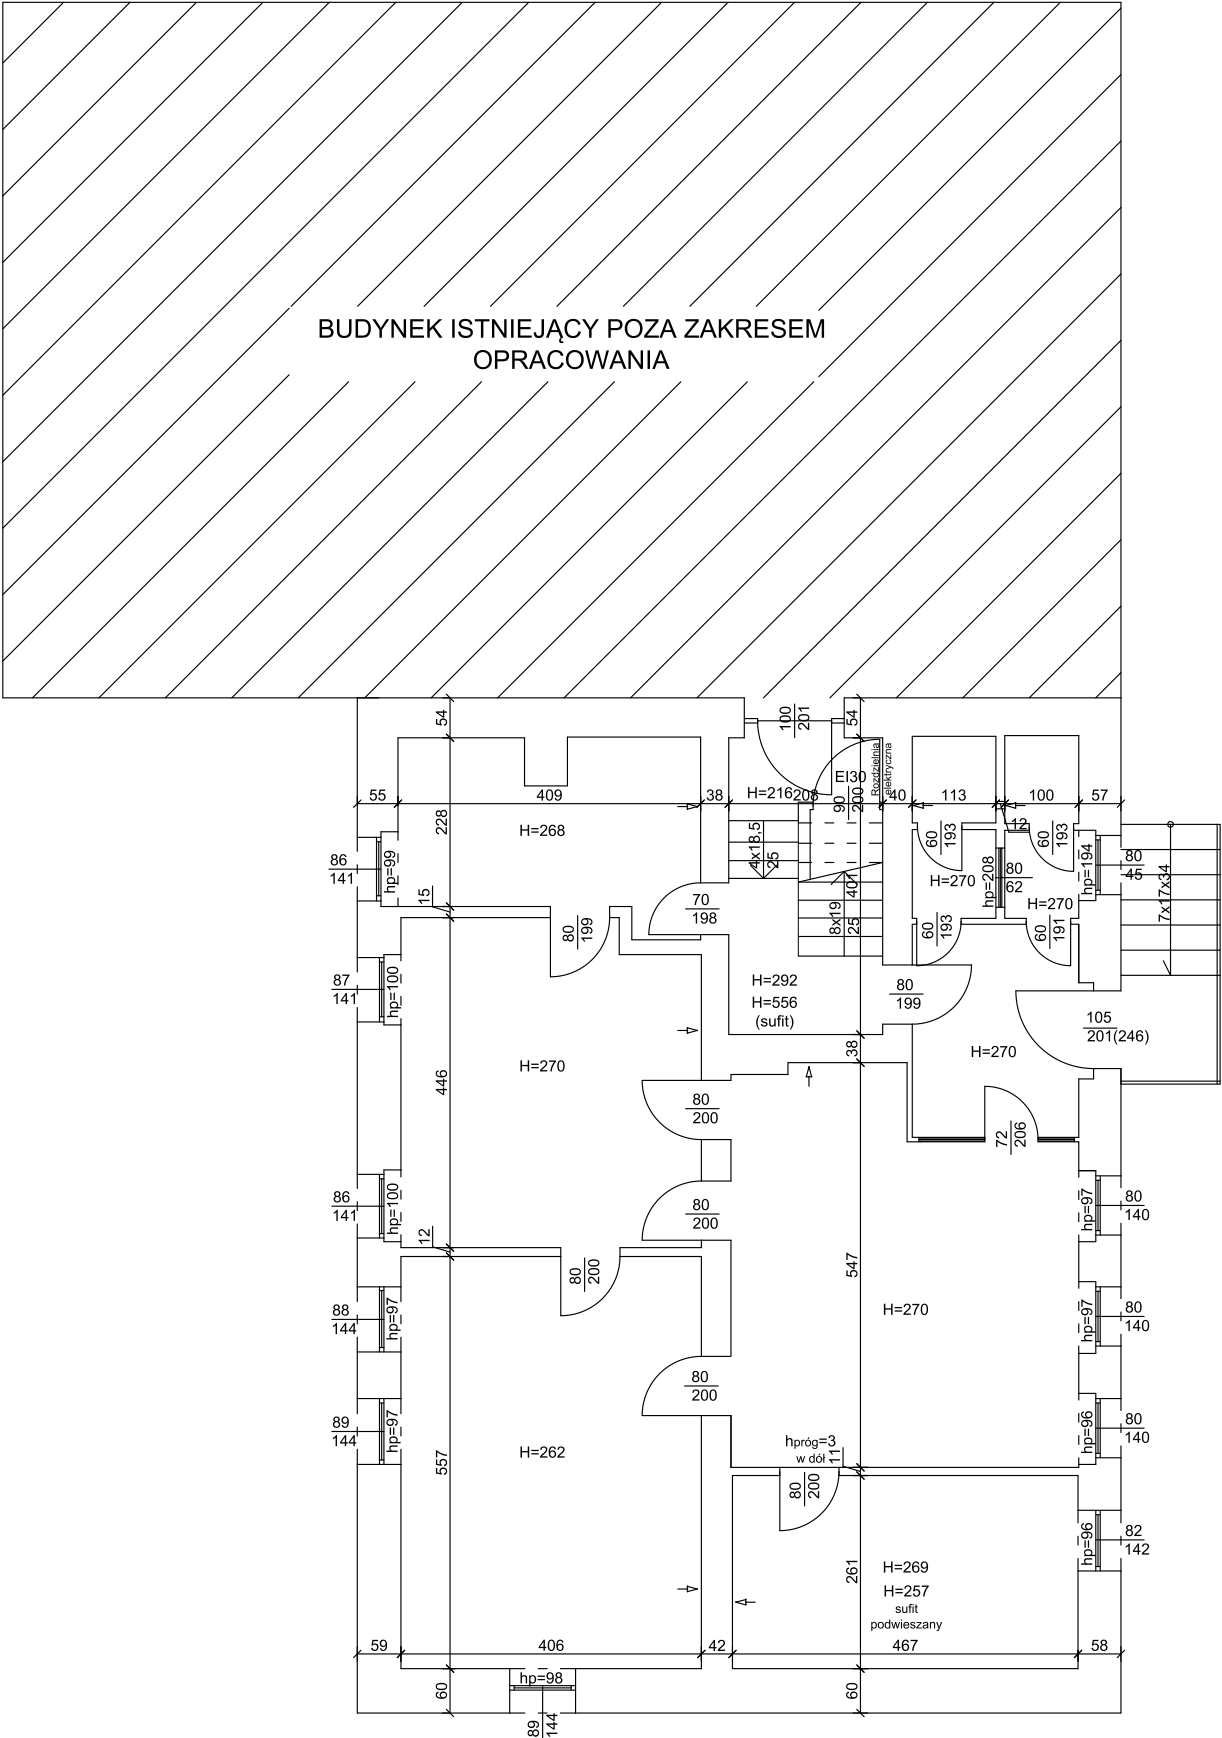 BUDYNEK ISTNIEJĄCY POZA ZAKRESEM
OPRACOWANIA
54
100
201
54
Rozdzielnia
elektryczna
EI30
90
200
H=216
208
55
409
38
40
113
12
100
57
228
H=268
86
141
hp=99
15
4x18,5
25
401
8x19
25
60
193
60
193
H=270
hp=208
80
62
H=270
hp=194
80
45
7x17x34
70
198
80
199
60
193
60
191
87
141
hp=100
H=292
H=556
(sufit)
80
199
105
201(246)
38
H=270
446
H=270
80
200
72
206
86
141
hp=100
12
80
200
hp=97
80
140
80
200
547
H=270
88
144
hp=97
hp=97
80
140
80
200
89
144
hp=97
557
H=262
hpróg=3
w dół
11
hp=96
80
140
80
200
hp=96
82
142
261
H=269
H=257
sufit
podwieszany
59
406
42
467
58
60
hp=98
89
144
60